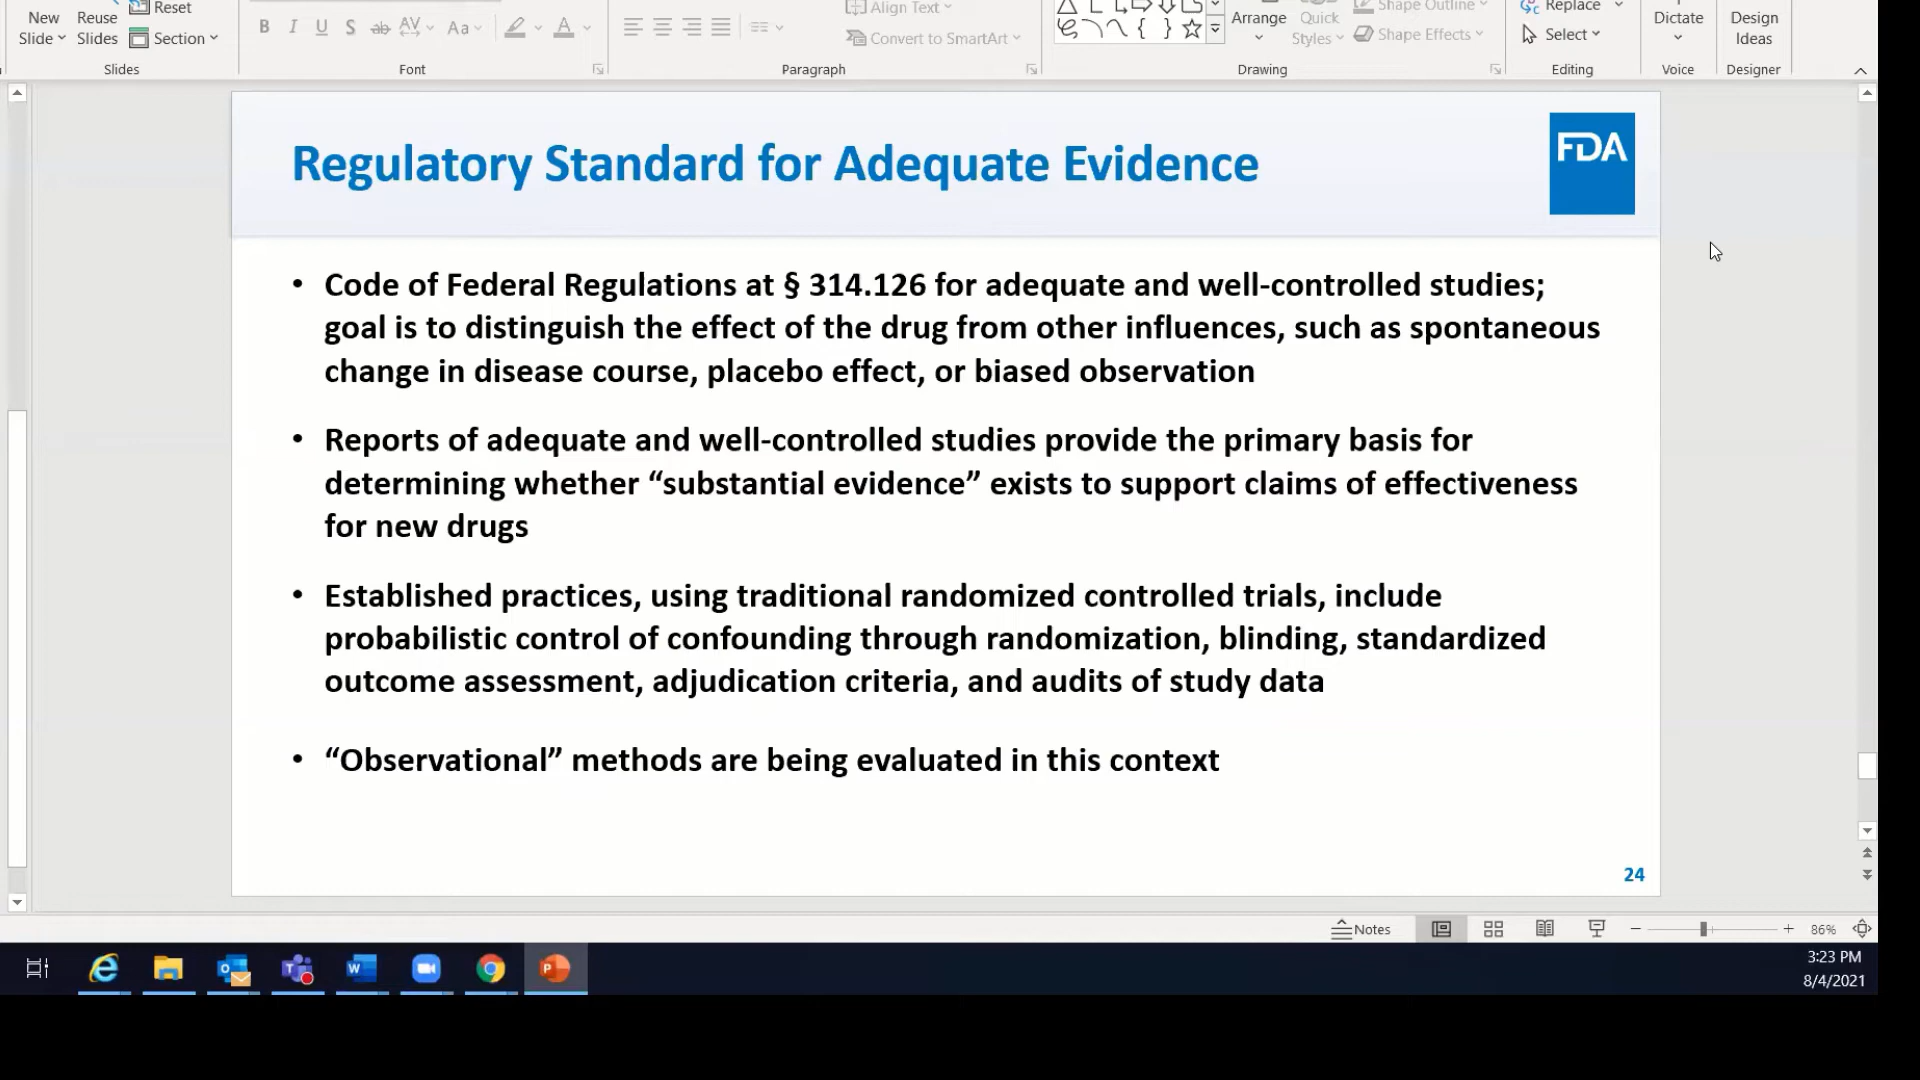 New Slide
Reuse Slides
Reset
Section
Slides
B I U S ab AV Aa A
Font
Paragraph
Align Text
Convert to SmartArt
Drawing
Arrange
Quick Styles
Shape Outline
Shape Effects
Replace
Select
Editing
Dictate
Voice
Design Ideas
Designer
Regulatory Standard for Adequate Evidence
FDA
• Code of Federal Regulations at § 314.126 for adequate and well-controlled studies;
goal is to distinguish the effect of the drug from other influences, such as spontaneous
change in disease course, placebo effect, or biased observation
• Reports of adequate and well-controlled studies provide the primary basis for
determining whether “substantial evidence” exists to support claims of effectiveness
for new drugs
• Established practices, using traditional randomized controlled trials, include
probabilistic control of confounding through randomization, blinding, standardized
outcome assessment, adjudication criteria, and audits of study data
• “Observational” methods are being evaluated in this context
24
Notes
86%
3:23 PM
8/4/2021